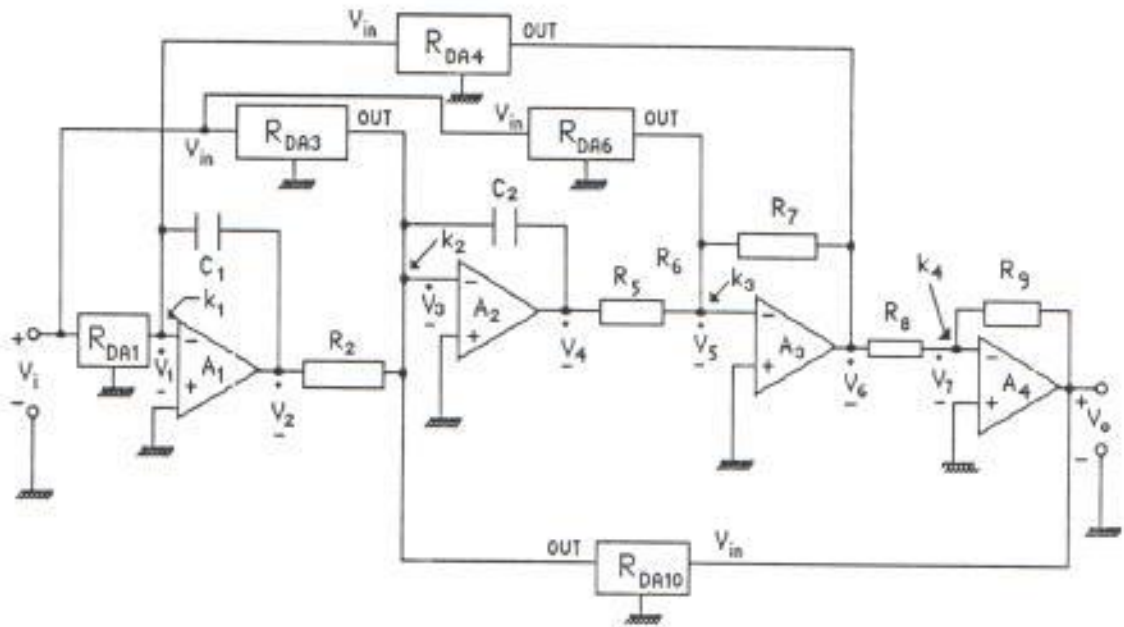 V_in
R_DA4
OUT
R_DA3
OUT
V_in
V_in
R_DA6
OUT
C_1
C_2
R_7
k_1
k_2
R_5
R_6
k_3
k_4
R_9
+
V_i
-
R_DA1
V_1
-
-
+
A_1
V_2
-
R_2
V_3
-
-
+
A_2
V_4
-
V_5
-
-
+
A_3
V_6
-
R_8
V_7
-
-
+
A_4
+
V_o
-
OUT
R_DA10
V_in